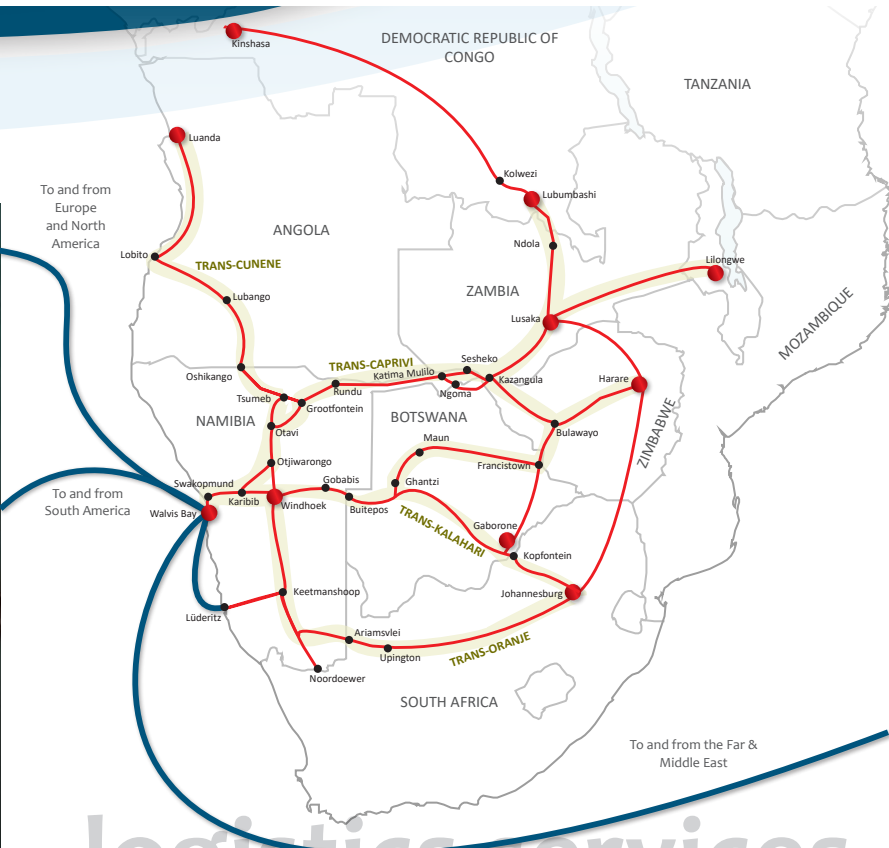 DEMOCRATIC REPUBLIC OF
CONGO
Kinshasa
TANZANIA
Luanda
Kolwezi
Lubumbashi
To and from
Europe
and North
America
ANGOLA
Ndola
Lobito
TRANS-CUNENE
Lilongwe
Lubango
ZAMBIA
Lusaka
MOZAMBIQUE
Oshikango
TRANS-CAPRIVI
Sesheko
Katima Mulilo
Kazangula
Harare
Rundu
Ngoma
Tsumeb
Grootfontein
NAMIBIA
BOTSWANA
Otavi
Bulawayo
ZIMBABWE
Maun
Otjiwarongo
Francistown
Swakopmund
Gobabis
Ghantzi
To and from
South America
Karibib
Walvis Bay
Windhoek
Buitepos
TRANS-KALAHARI
Gaborone
Kopfontein
Keetmanshoop
Johannesburg
Lüderitz
Ariamsvlei
Upington
TRANS-ORANJE
Noordoewer
SOUTH AFRICA
To and from the Far &
Middle East
logistics services